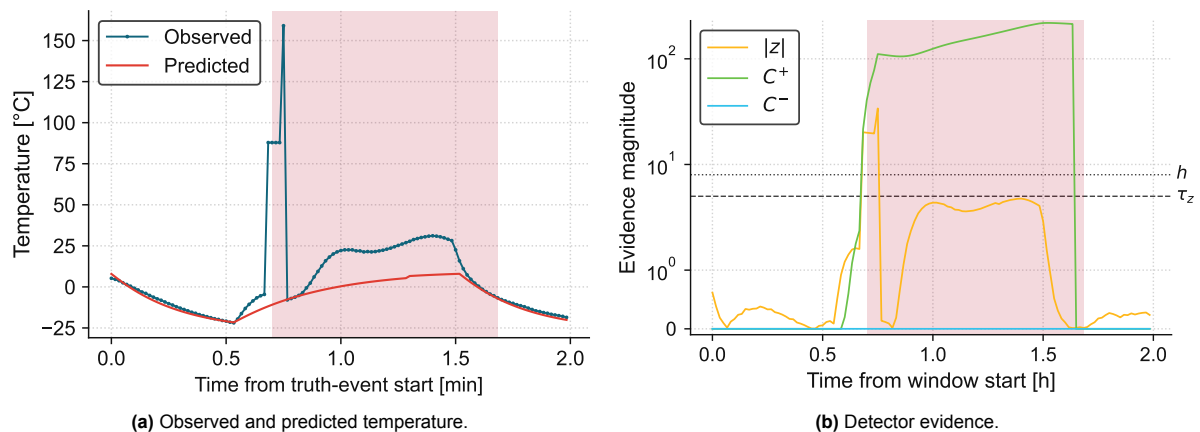 Temperature [°C]
150
125
100
75
50
25
0
−25
Observed
Predicted
0.0 0.5 1.0 1.5 2.0
Time from truth-event start [min]
(a) Observed and predicted temperature.
Evidence magnitude
10²
10¹
10⁰
0
|z|
C⁺
C⁻
h
τ_z
0.0 0.5 1.0 1.5 2.0
Time from window start [h]
(b) Detector evidence.